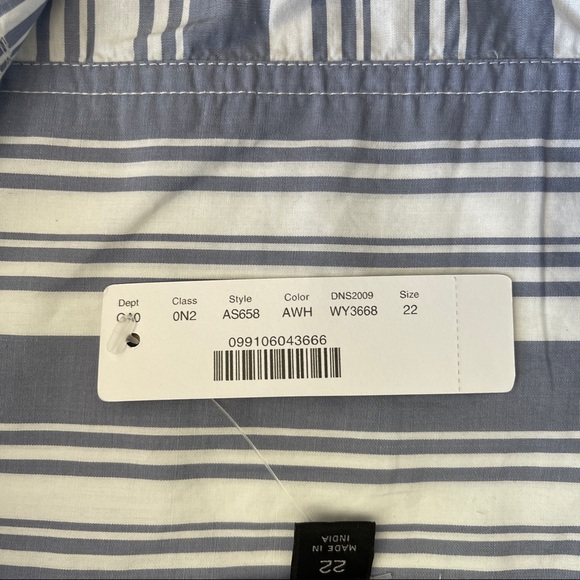 Dept Class Style Color DNS2009 Size
0N2 AS658 AWH WY3668 22
099106043666
22
MADE IN
INDIA